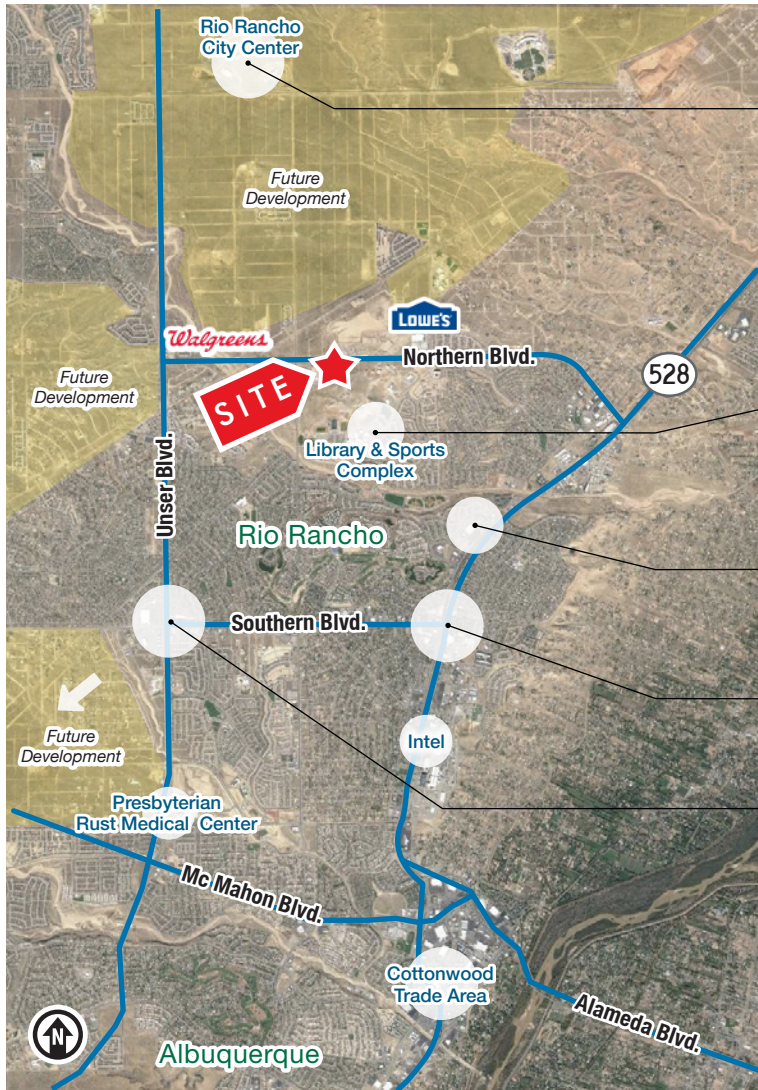 Rio Rancho
City Center
Future
Development
LOWE'S
Walgreens
Northern Blvd.
528
SITE
Future
Development
Library & Sports
Complex
Unser Blvd.
Rio Rancho
Southern Blvd.
Future
Development
Intel
Presbyterian
Rust Medical Center
Mc Mahon Blvd.
Cottonwood
Trade Area
Alameda Blvd.
N
Albuquerque